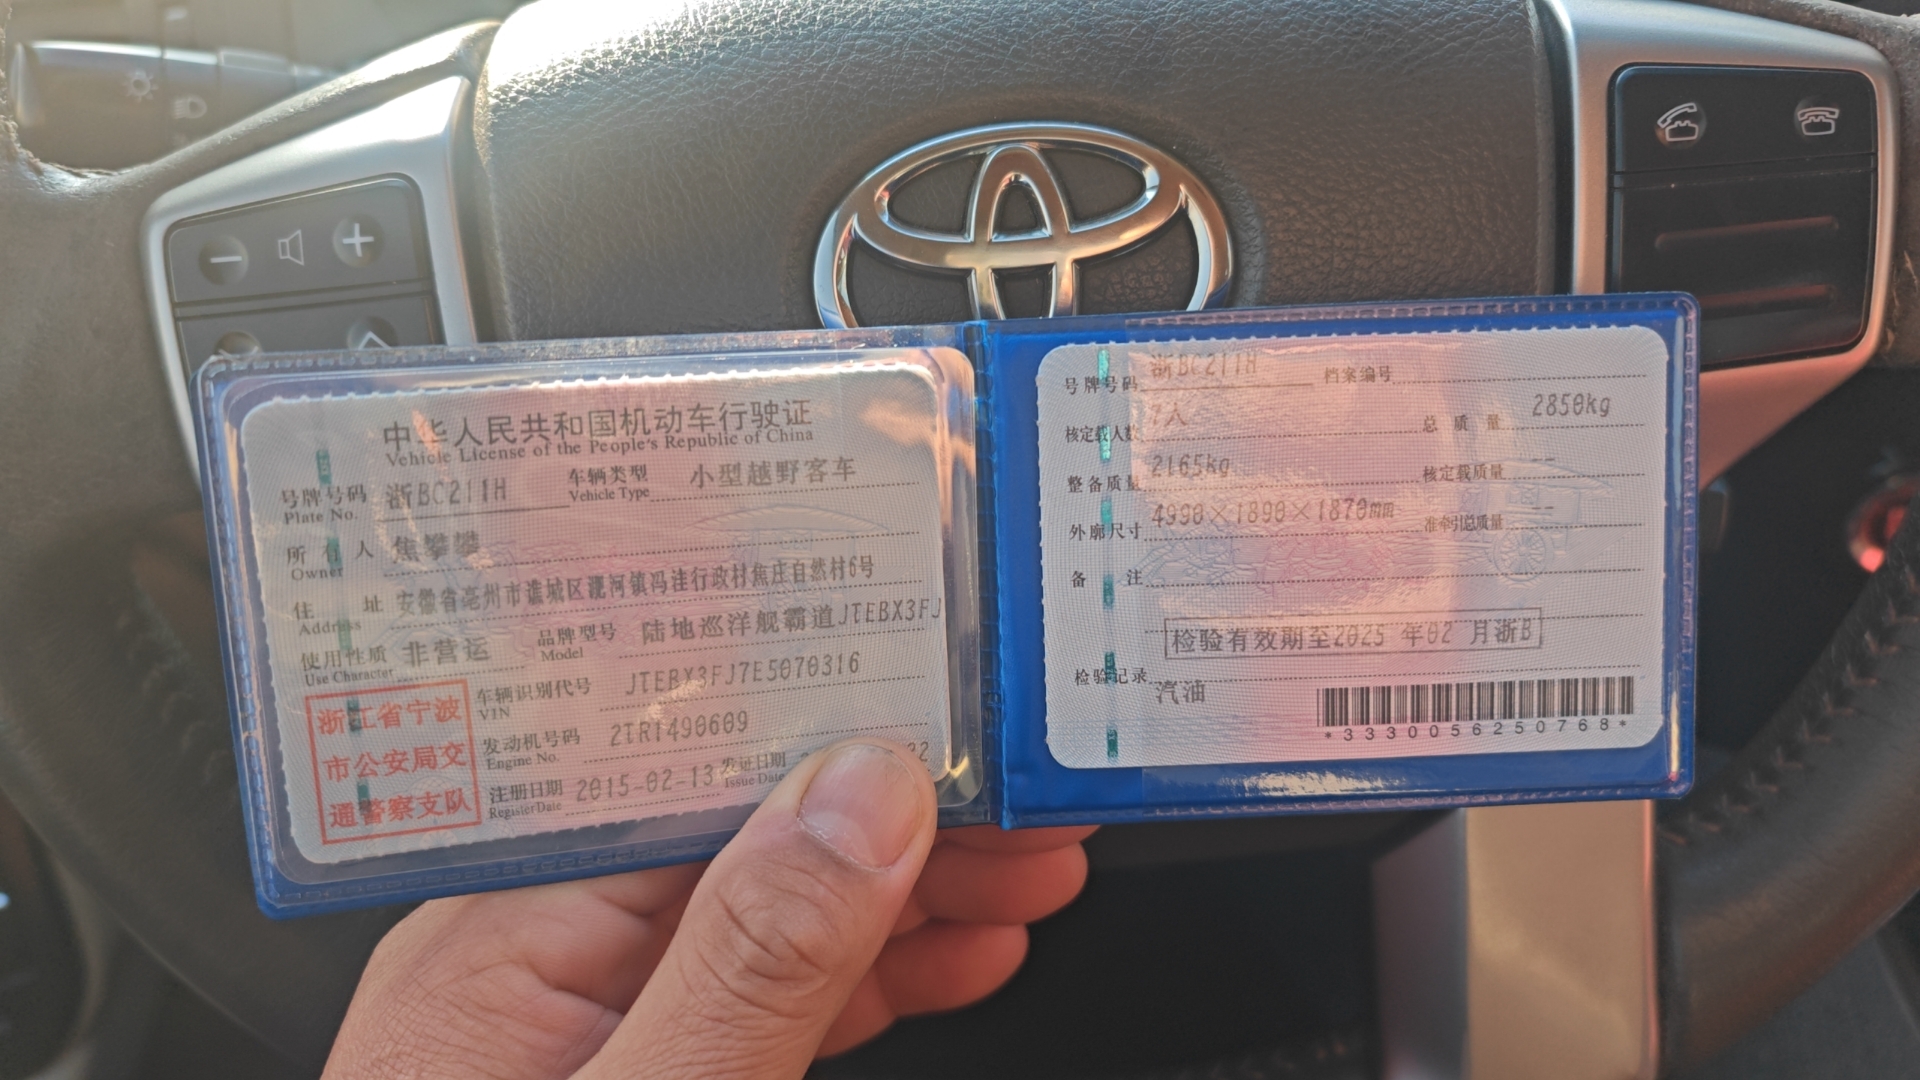 中华人民共和国机动车行驶证
Vehicle License of the People's Republic of China
号牌号码 浙BC211H 车辆类型 小型越野客车
Plate No. Vehicle Type
所有人 焦攀攀
Owner
住址 安徽省亳州市谯城区淝河镇冯洼行政村焦庄自然村6号
Address
使用性质 非营运 品牌型号 陆地巡洋舰霸道JTEBX3FJ
Use Character Model
浙江省宁波
市公安局交
通警察支队
车辆识别代号 JTEBX3FJ7E5070316
VIN
发动机号码 2TR1490609
Engine No.
注册日期 2015-02-13 发证日期
Register Date Issue Date
号牌号码 浙BC211H 档案编号
核定载人数 7人 总质量 2850kg
整备质量 2165kg 核定载质量 --
外廓尺寸 4990×1890×1870mm 准牵引总质量 --
备注
检验有效期至2025 年02 月浙B
检验记录
汽油
*3330056250768*